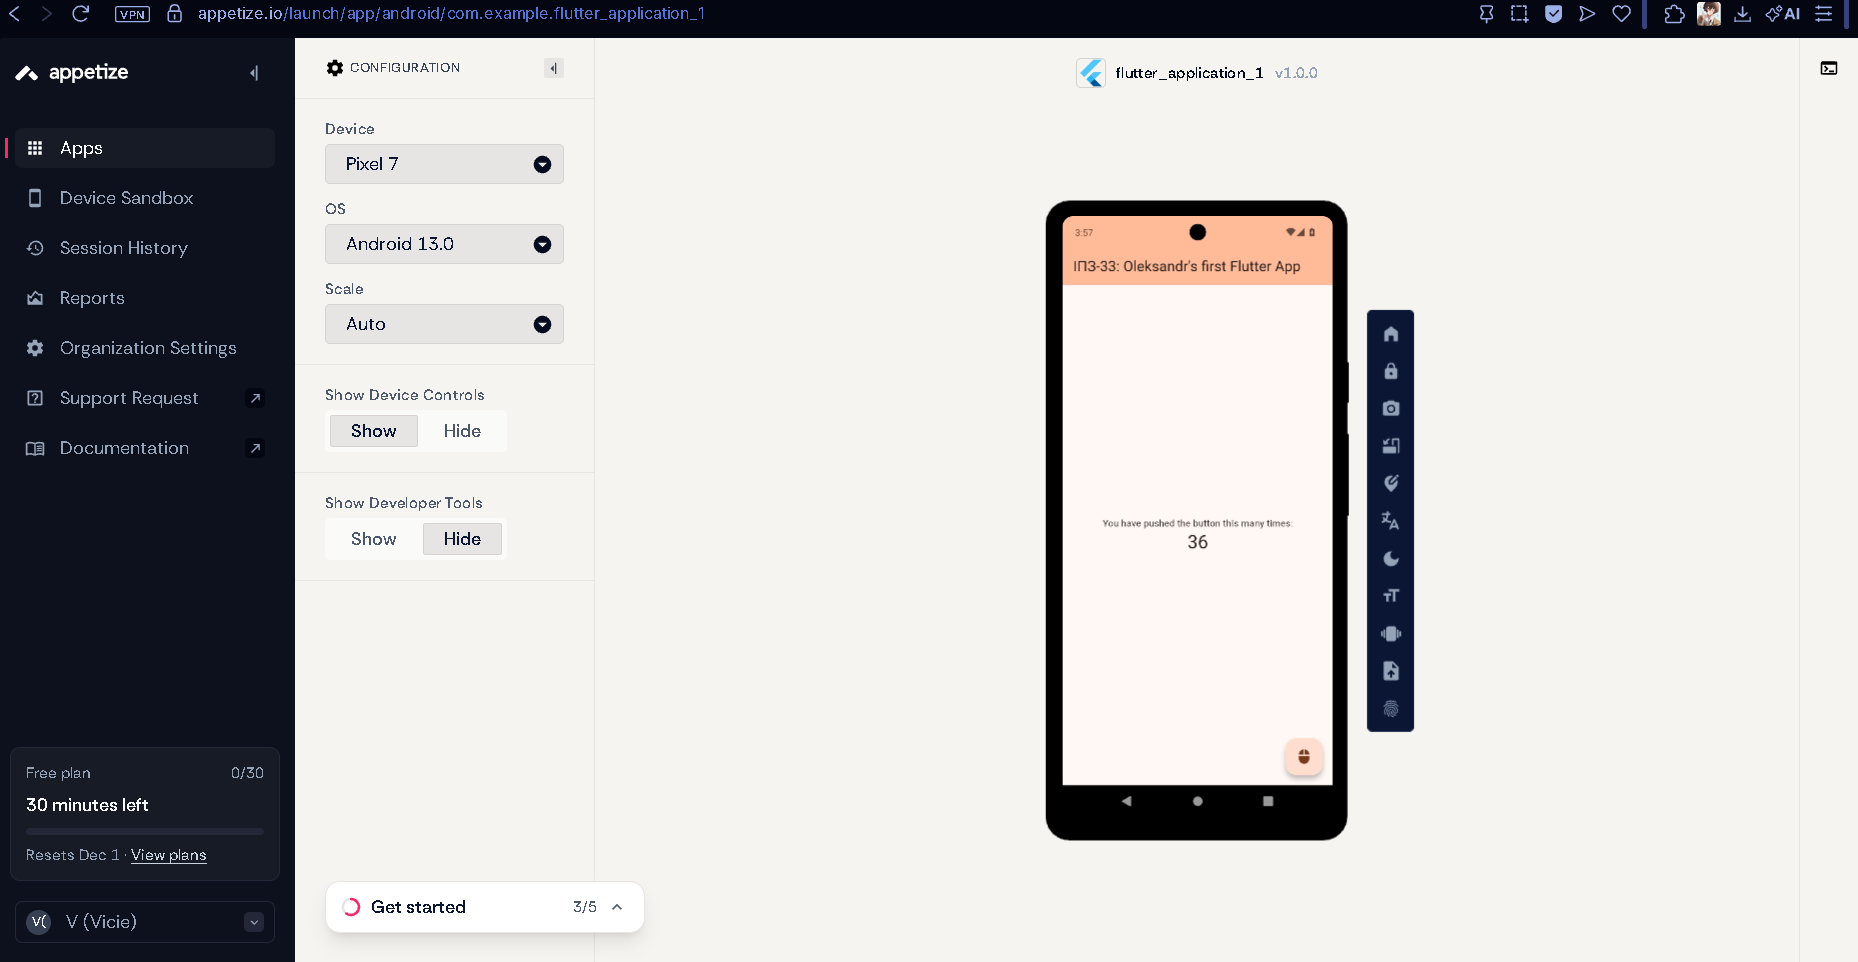 VPN
appetize.io/launch/app/android/com.example.flutter_application_1
AI
appetize
Apps
Device Sandbox
Session History
Reports
Organization Settings
Support Request
Documentation
Free plan 0/30
30 minutes left
Resets Dec 1 · View plans
V( V (Vicie)
CONFIGURATION
Device
Pixel 7
OS
Android 13.0
Scale
Auto
Show Device Controls
Show Hide
Show Developer Tools
Show Hide
Get started 3/5
flutter_application_1 v1.0.0
3:57
ІПЗ-33: Oleksandr's first Flutter App
You have pushed the button this many times:
36